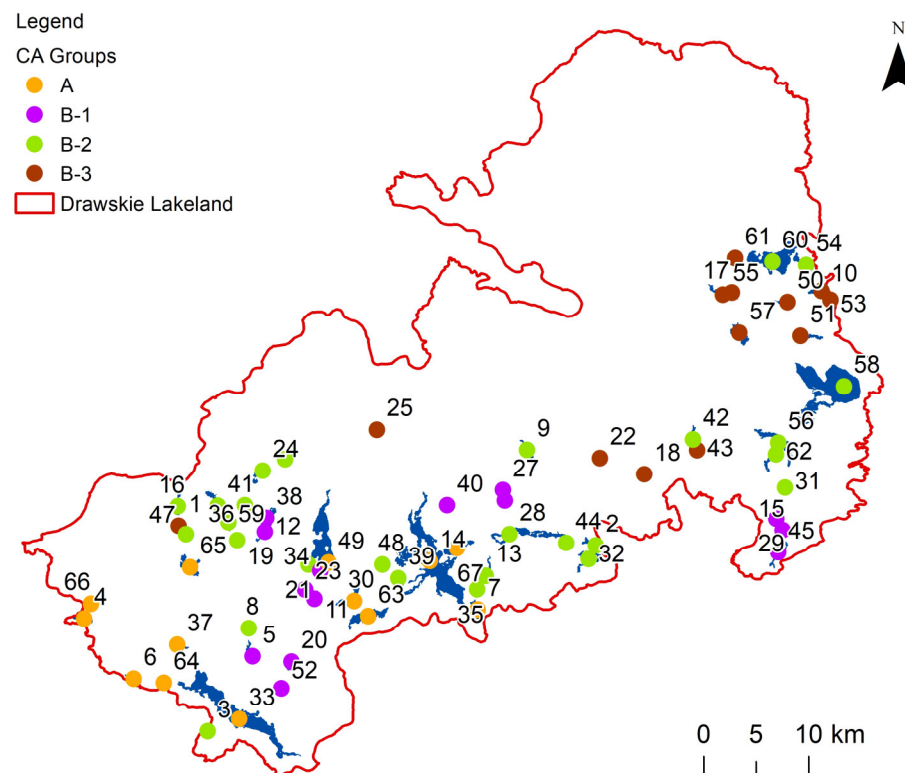 Legend
CA Groups
A
B-1
B-2
B-3
Drawskie Lakeland
N
61 60 54
17 55 50 10
57 51 53
58
25
42 56
9 22 18 43 62
24 40 27 31
16 1 41 38 28 15
47 36 59 12 13 44 2 45
65 19 34 49 14 32 29
23 48 39
66 4 21 30 63 67 7
11 35
37 8 5 20
6 64 52
33
3
0 5 10 km